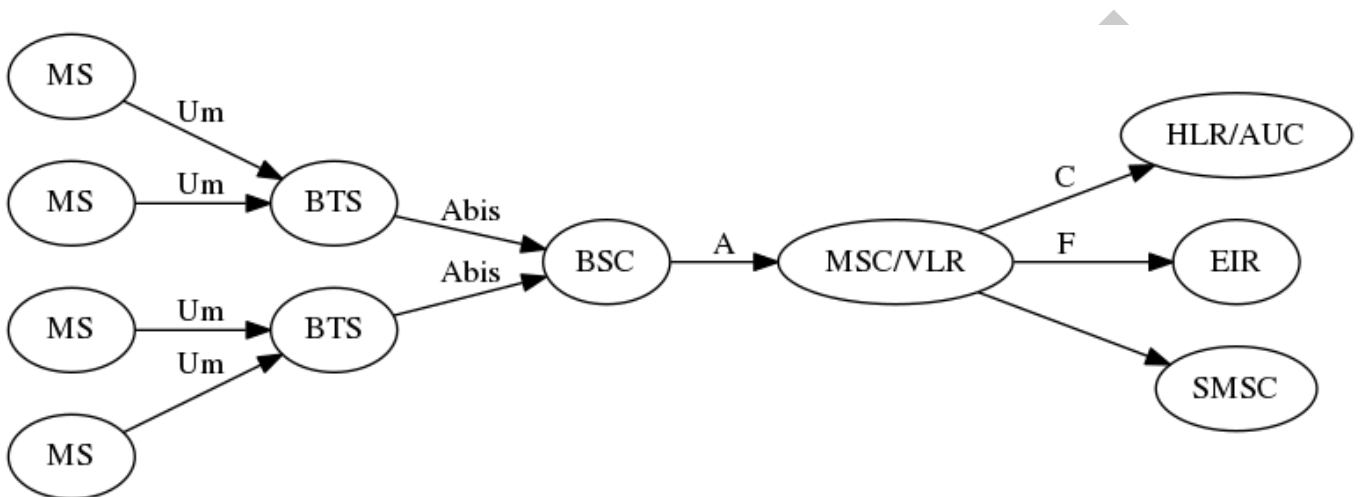 MS
Um
MS
Um
BTS
MS
Um
BTS
Um
MS
Abis
Abis
BSC
A
MSC/VLR
C
HLR/AUC
F
EIR
SMSC